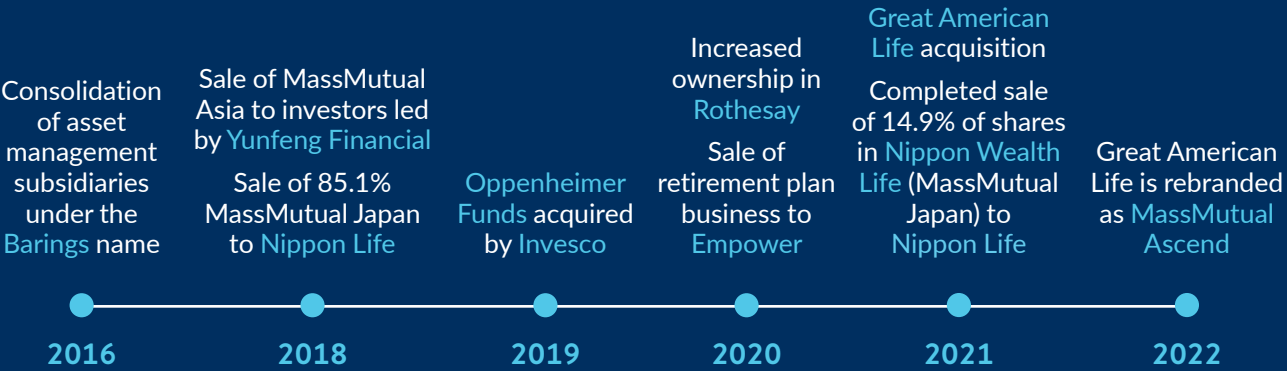 Consolidation
of asset
management
subsidiaries
under the
Barings name
2016
Sale of MassMutual
Asia to investors led
by Yunfeng Financial
Sale of 85.1%
MassMutual Japan
to Nippon Life
2018
Oppenheimer
Funds acquired
by Invesco
2019
Increased
ownership in
Rothesay
Sale of
retirement plan
business to
Empower
2020
Great American
Life acquisition
Completed sale
of 14.9% of shares
in Nippon Wealth
Life (MassMutual
Japan) to
Nippon Life
2021
Great American
Life is rebranded
as MassMutual
Ascend
2022